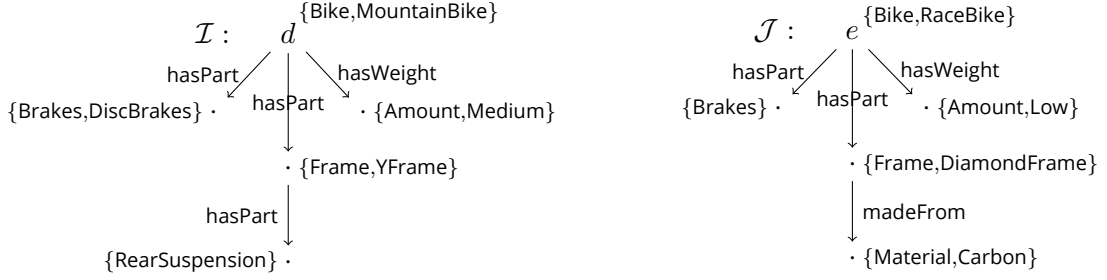 {Bike,MountainBike}
ℐ : d
hasPart
hasWeight
hasPart
{Brakes,DiscBrakes}
{Amount,Medium}
{Frame,YFrame}
hasPart
{RearSuspension}
{Bike,RaceBike}
𝒥 : e
hasPart
hasWeight
hasPart
{Brakes}
{Amount,Low}
{Frame,DiamondFrame}
madeFrom
{Material,Carbon}